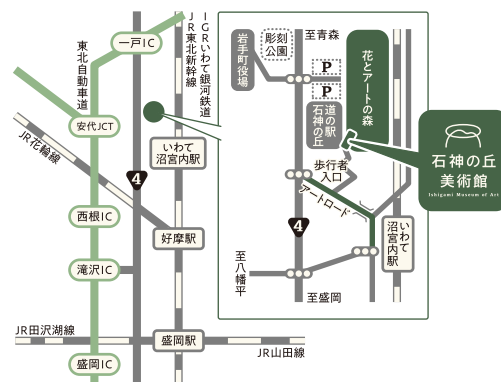 東北自動車道
一戸IC
JR東北新幹線
IGRいわて銀河鉄道
安代JCT
JR花輪線
いわて
沼宮内駅
4
西根IC
好摩駅
滝沢IC
JR田沢湖線
盛岡駅
JR山田線
盛岡IC
岩手町役場
彫刻
公園
至青森
P
P
花とアートの森
道の駅
石神の丘
歩行者
入口
アートロード
4
いわて
沼宮内駅
至八幡平
至盛岡
石神の丘
美術館
Ishigami Museum of Art